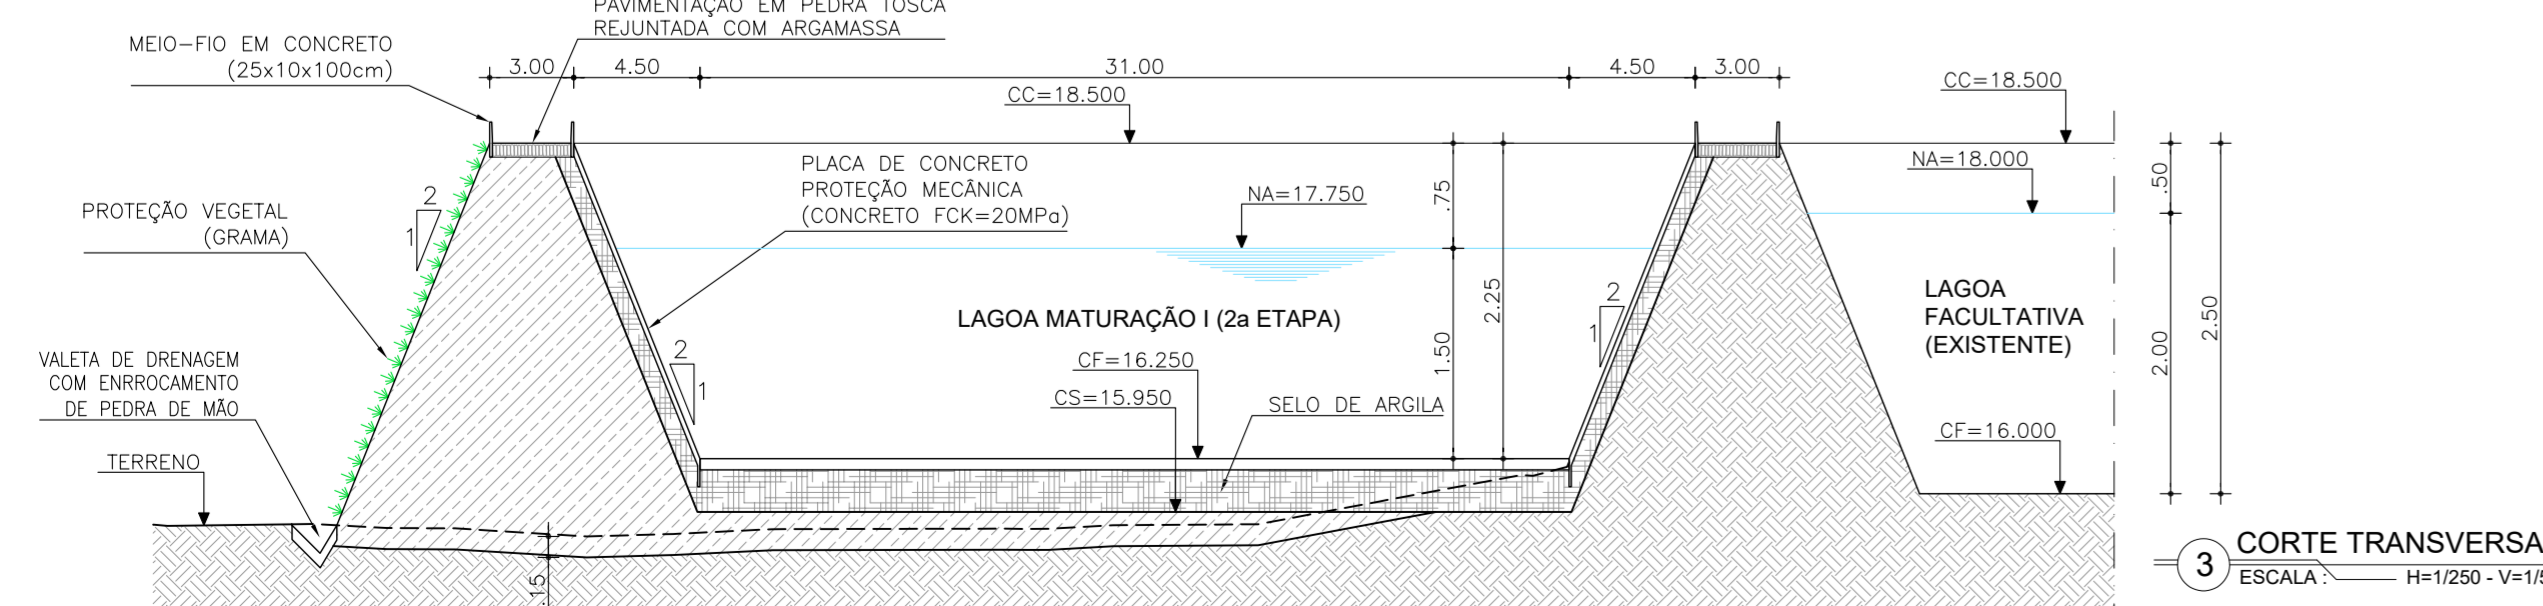 PAVIMENTAÇÃO EM PEDRA TOSCA
REJUNTADA COM ARGAMASSA
MEIO-FIO EM CONCRETO
(25x10x100cm)
3.00
4.50
31.00
4.50
3.00
CC=18.500
CC=18.500
PLACA DE CONCRETO
PROTEÇÃO MECÂNICA
(CONCRETO FCK=20MPa)
NA=17.750
NA=18.000
.75
.50
2
1
PROTEÇÃO VEGETAL
(GRAMA)
LAGOA MATURAÇÃO I (2a ETAPA)
2.25
1.50
2
1
LAGOA
FACULTATIVA
(EXISTENTE)
2.00
2.50
VALETA DE DRENAGEM
COM ENRROCAMENTO
DE PEDRA DE MÃO
2
1
CF=16.250
CS=15.950
SELO DE ARGILA
CF=16.000
TERRENO
.15
3
CORTE TRANSVERSA
ESCALA : H=1/250 - V=1/5